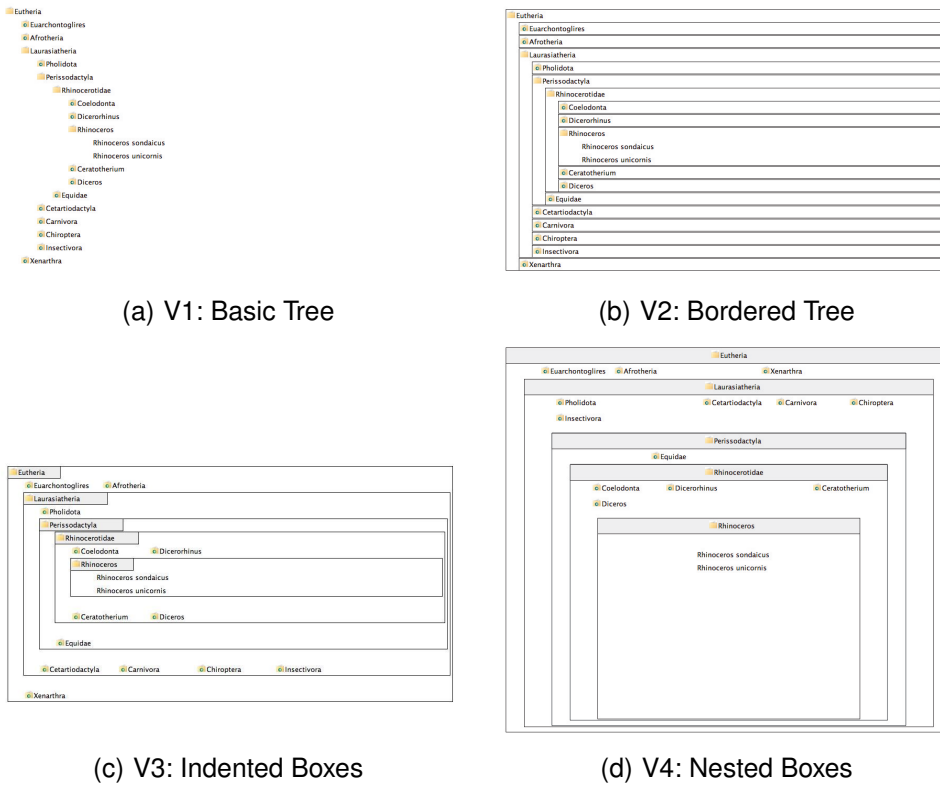 Eutheria
Euarchontoglires
Afrotheria
Laurasiatheria
Pholidota
Perissodactyla
Rhinocerotidae
Coelodonta
Dicerorhinus
Rhinoceros
Rhinoceros sondaicus
Rhinoceros unicornis
Ceratotherium
Diceros
Equidae
Cetartiodactyla
Carnivora
Chiroptera
Insectivora
Xenarthra
(a) V1: Basic Tree
Eutheria
Euarchontoglires
Afrotheria
Laurasiatheria
Pholidota
Perissodactyla
Rhinocerotidae
Coelodonta
Dicerorhinus
Rhinoceros
Rhinoceros sondaicus
Rhinoceros unicornis
Ceratotherium
Diceros
Equidae
Cetartiodactyla
Carnivora
Chiroptera
Insectivora
Xenarthra
(b) V2: Bordered Tree
Eutheria
Euarchontoglires Afrotheria
Laurasiatheria
Pholidota
Perissodactyla
Rhinocerotidae
Coelodonta Dicerorhinus
Rhinoceros
Rhinoceros sondaicus
Rhinoceros unicornis
Ceratotherium Diceros
Equidae
Cetartiodactyla Carnivora Chiroptera Insectivora
Xenarthra
(c) V3: Indented Boxes
Eutheria
Euarchontoglires Afrotheria Xenarthra
Laurasiatheria
Pholidota Cetartiodactyla Carnivora Chiroptera
Insectivora
Perissodactyla
Equidae
Rhinocerotidae
Coelodonta Dicerorhinus Ceratotherium
Diceros
Rhinoceros
Rhinoceros sondaicus
Rhinoceros unicornis
(d) V4: Nested Boxes